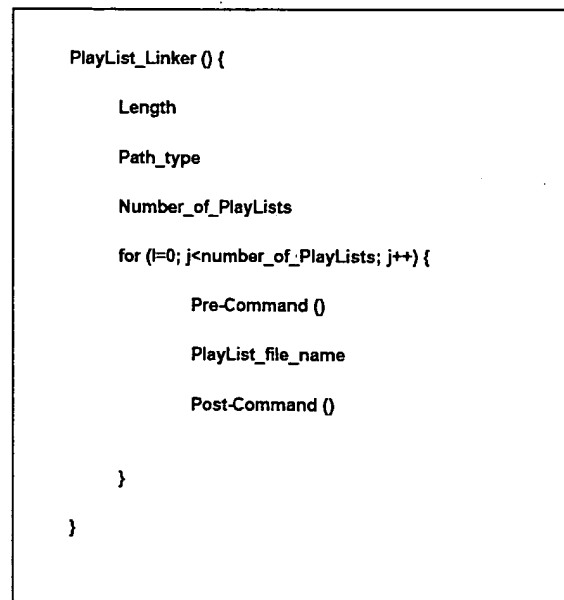 PlayList_Linker () {
Length
Path_type
Number_of_PlayLists
for (l=0; j<number_of_PlayLists; j++) {
Pre-Command ()
PlayList_file_name
Post-Command ()
}
}